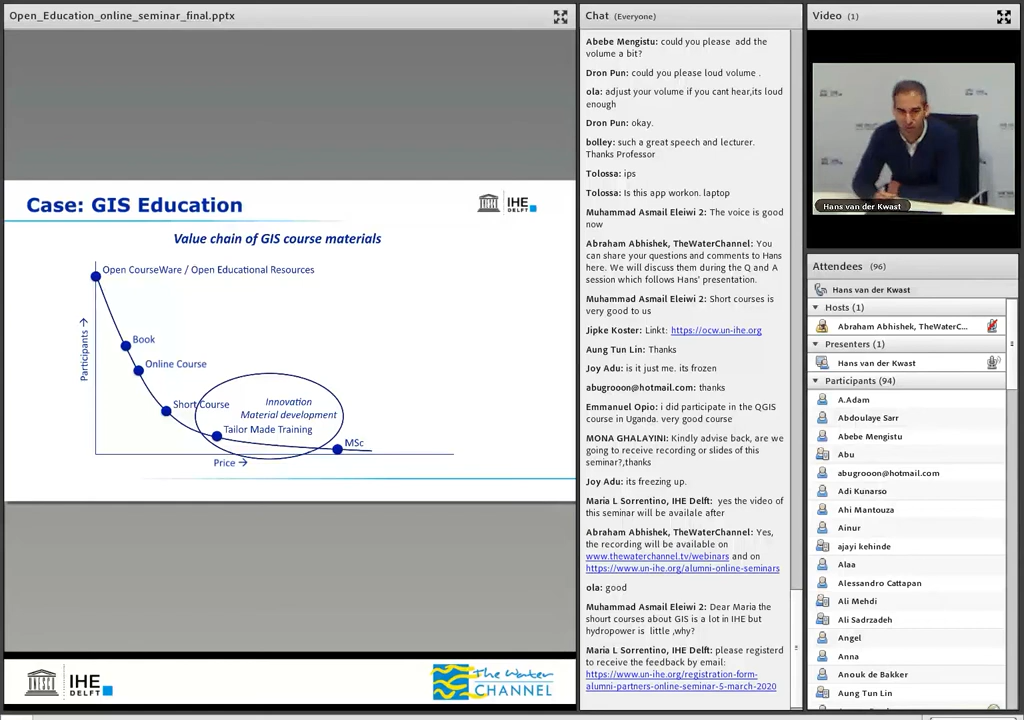 Open_Education_online_seminar_final.pptx
Case: GIS Education
IHE
DELFT
Value chain of GIS course materials
Open CourseWare / Open Educational Resources
Book
Online Course
Short Course
Innovation
Material development
Tailor Made Training
MSc
Participants →
Price →
IHE
DELFT
The Water
CHANNEL
Chat (Everyone)
Abebe Mengistu: could you please add the
volume a bit?
Dron Pun: could you please loud volume .
ola: adjust your volume if you cant hear,its loud
enough
Dron Pun: okay.
bolley: such a great speech and lecturer.
Thanks Professor
Tolossa: ips
Tolossa: Is this app workon. laptop
Muhammad Asmail Eleiwi 2: The voice is good
now
Abraham Abhishek, TheWaterChannel: You
can share your questions and comments to Hans
here. We will discuss them during the Q and A
session which follows Hans' presentation.
Muhammad Asmail Eleiwi 2: Short courses is
very good to us
Jipke Koster: Linkt: https://ocw.un-ihe.org
Aung Tun Lin: Thanks
Joy Adu: is it just me. its frozen
abugrooon@hotmail.com: thanks
Emmanuel Opio: i did participate in the QGIS
course in Uganda. very good course
MONA GHALAYINI: Kindly advise back, are we
going to receive recording or slides of this
seminar?,thanks
Joy Adu: its freezing up.
Maria L Sorrentino, IHE Delft: yes the video of
this seminar will be availale after
Abraham Abhishek, TheWaterChannel: Yes,
the recording will be available on
www.thewaterchannel.tv/webinars and on
https://www.un-ihe.org/alumni-online-seminars
ola: good
Muhammad Asmail Eleiwi 2: Dear Maria the
shourt courses about GIS is a lot in IHE but
hydropower is little ,why?
Maria L Sorrentino, IHE Delft: please registerd
to receive the feedback by email:
https://www.un-ihe.org/registration-form-
alumni-partners-online-seminar-5-march-2020
Video (1)
Hans van der Kwast
Attendees (96)
Hans van der Kwast
Hosts (1)
Abraham Abhishek, TheWaterC...
Presenters (1)
Hans van der Kwast
Participants (94)
A.Adam
Abdoulaye Sarr
Abebe Mengistu
Abu
abugrooon@hotmail.com
Adi Kunarso
Ahi Mantouza
Ainur
ajayi kehinde
Alaa
Alessandro Cattapan
Ali Mehdi
Ali Sadrzadeh
Angel
Anna
Anouk de Bakker
Aung Tun Lin